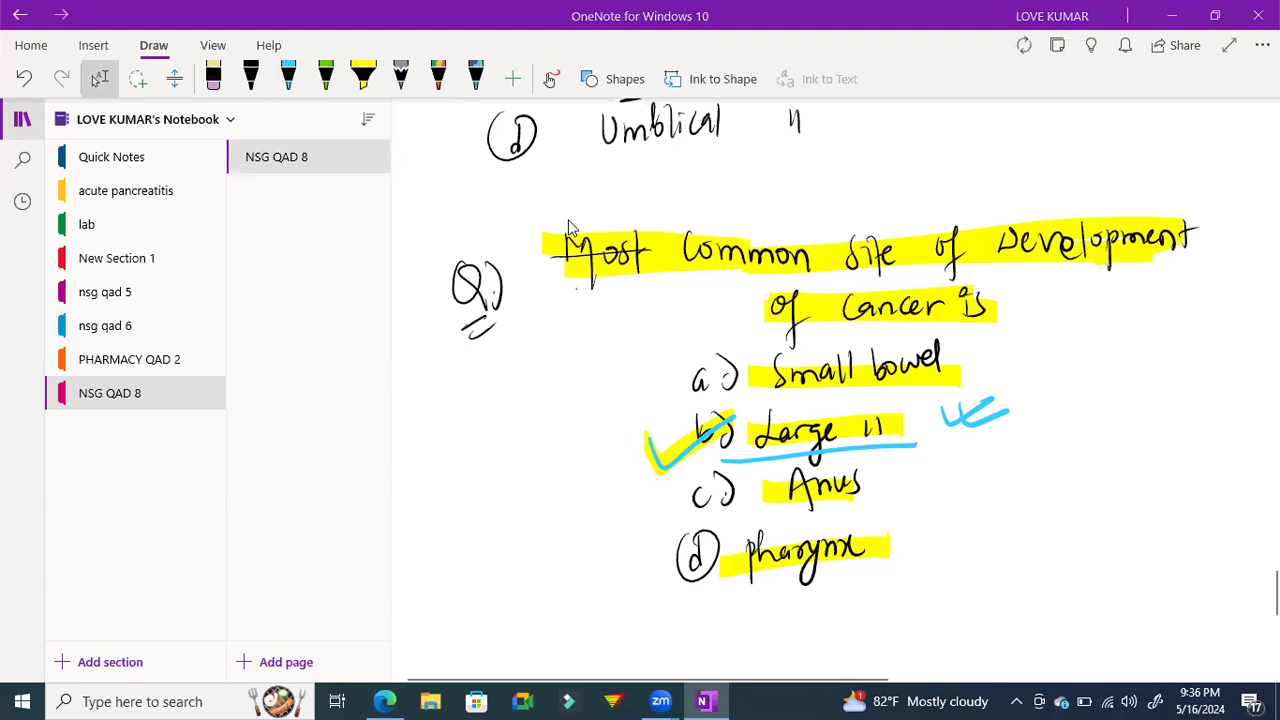 OneNote for Windows 10
LOVE KUMAR
Home Insert Draw View Help
Share
Shapes
Ink to Shape
Ink to Text
LOVE KUMAR's Notebook
Quick Notes
acute pancreatitis
lab
New Section 1
nsg qad 5
nsg qad 6
PHARMACY QAD 2
NSG QAD 8
Add section
NSG QAD 8
Add page
(d) Umblical "
Q.) Most Common Site of Development
of Cancer is
a.) Small bowel
b.) Large "
c.) Anus
(d) pharynx
Type here to search
zm
N
82°F Mostly cloudy
9:36 PM
5/16/2024
17